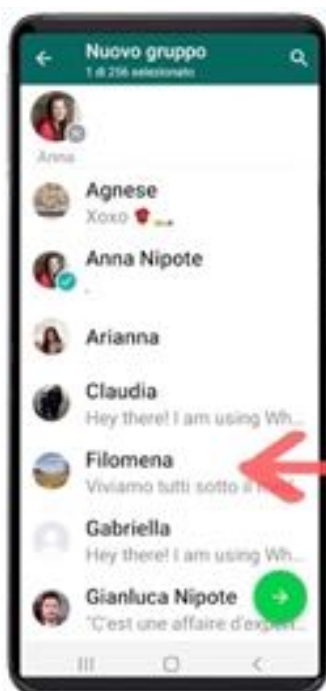 Nuovo gruppo
1 di 256 selezionato
Anna
Agnese
Xoxo
Anna Nipote
.
Arianna
Claudia
Hey there! I am using Wh...
Filomena
Viviamo tutti sotto il
Gabriella
Hey there! I am using Wh...
Gianluca Nipote
"C'est une affaire d'expert...